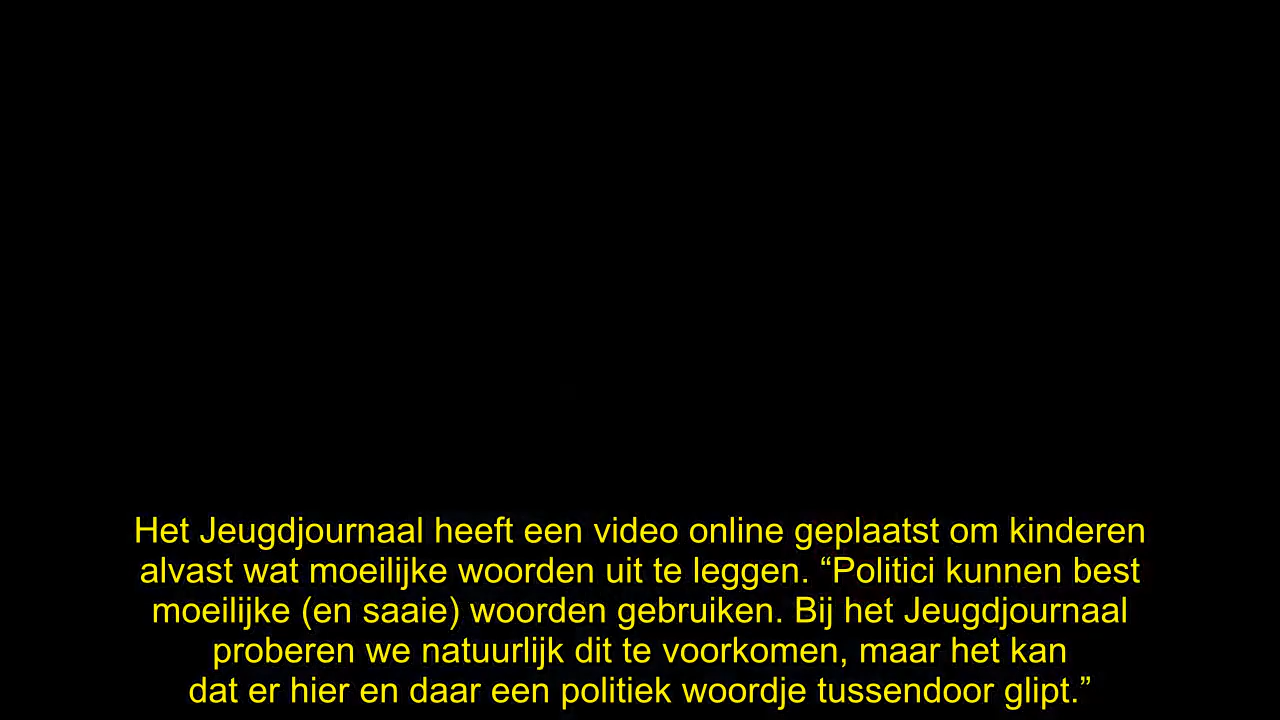 Het Jeugdjournaal heeft een video online geplaatst om kinderen
alvast wat moeilijke woorden uit te leggen. “Politici kunnen best
moeilijke (en saaie) woorden gebruiken. Bij het Jeugdjournaal
proberen we natuurlijk dit te voorkomen, maar het kan
dat er hier en daar een politiek woordje tussendoor glipt.”